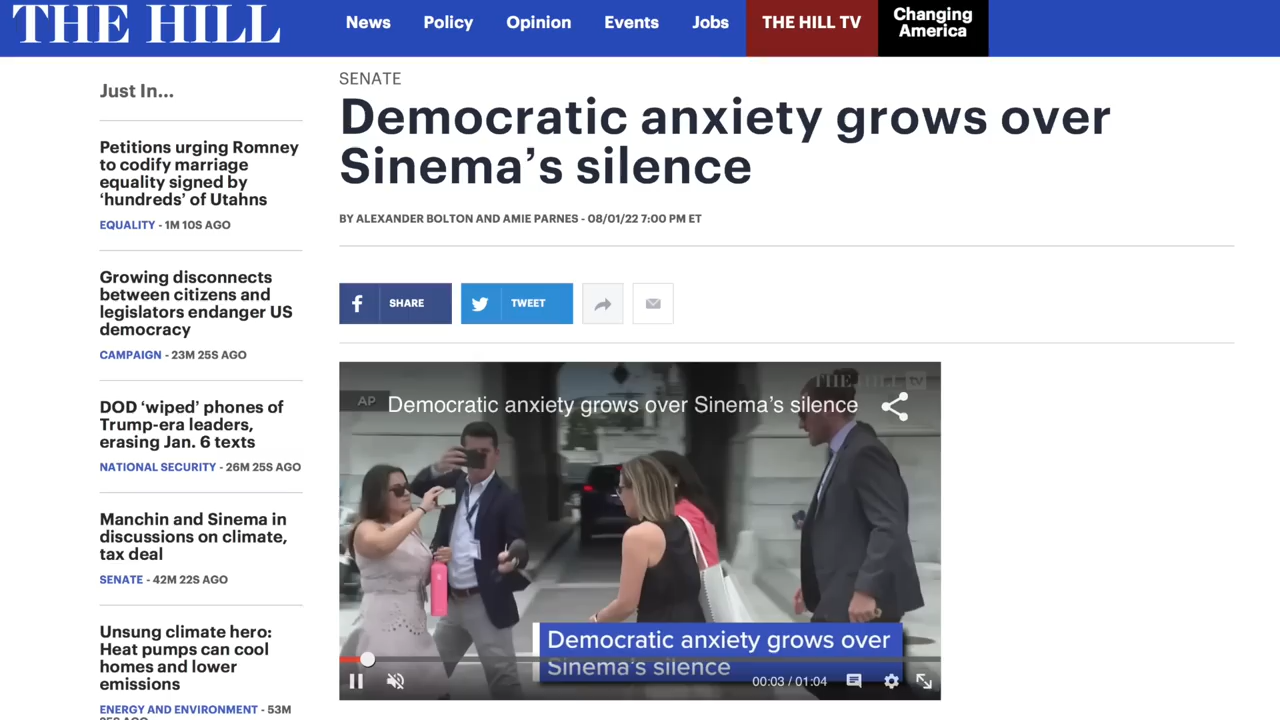 THE HILL
News
Policy
Opinion
Events
Jobs
THE HILL TV
Changing
America
Just In...
Petitions urging Romney
to codify marriage
equality signed by
‘hundreds’ of Utahns
EQUALITY - 1M 10S AGO
Growing disconnects
between citizens and
legislators endanger US
democracy
CAMPAIGN - 23M 25S AGO
DOD ‘wiped’ phones of
Trump-era leaders,
erasing Jan. 6 texts
NATIONAL SECURITY - 26M 25S AGO
Manchin and Sinema in
discussions on climate,
tax deal
SENATE - 42M 22S AGO
Unsung climate hero:
Heat pumps can cool
homes and lower
emissions
ENERGY AND ENVIRONMENT - 53M
SENATE
Democratic anxiety grows over
Sinema’s silence
BY ALEXANDER BOLTON AND AMIE PARNES - 08/01/22 7:00 PM ET
SHARE
TWEET
THE HILL TV
AP
Democratic anxiety grows over Sinema’s silence
Democratic anxiety grows over
Sinema’s silence
00:03 / 01:04